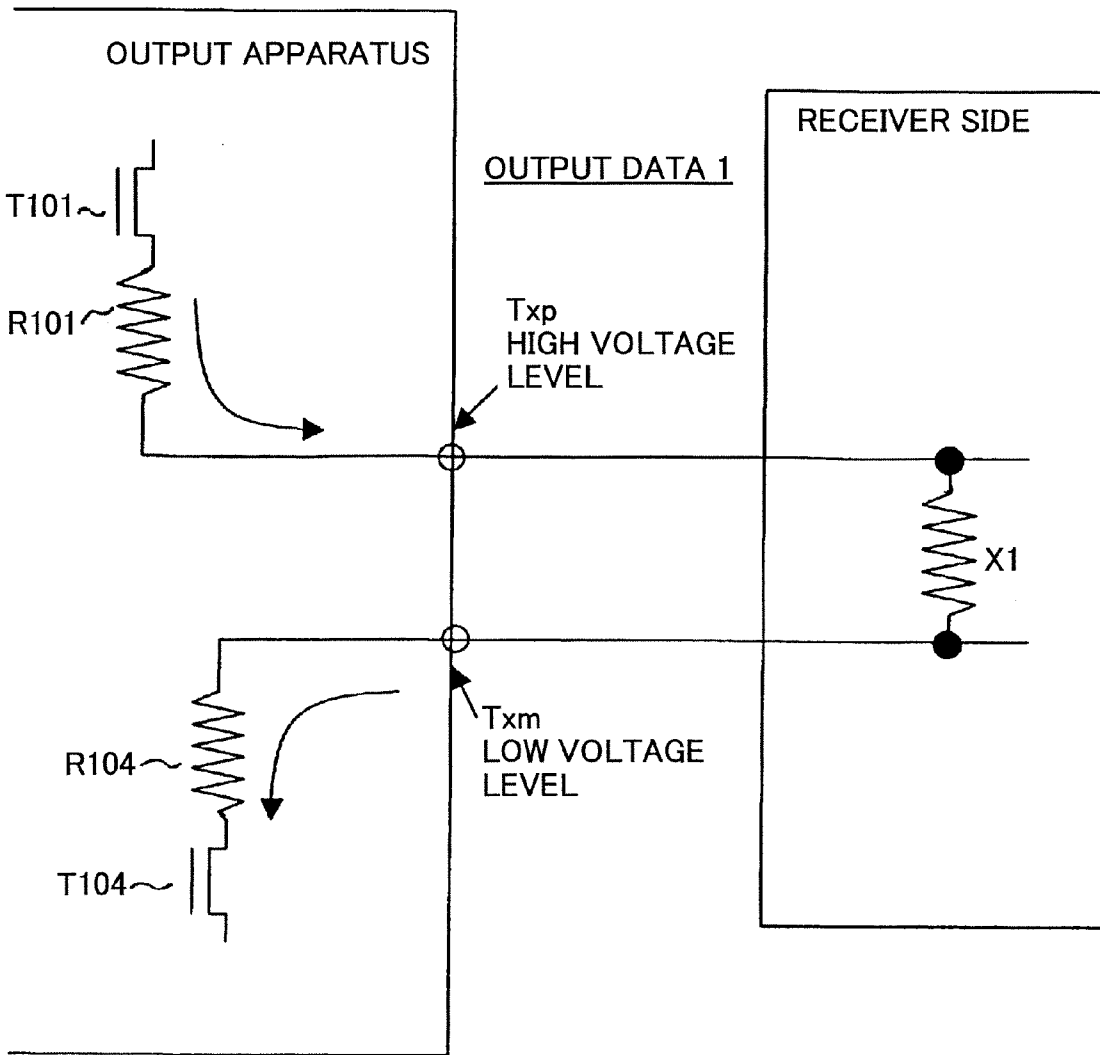 OUTPUT APPARATUS
RECEIVER SIDE
OUTPUT DATA 1
T101
R101
Txp
HIGH VOLTAGE
LEVEL
X1
Txm
LOW VOLTAGE
LEVEL
R104
T104